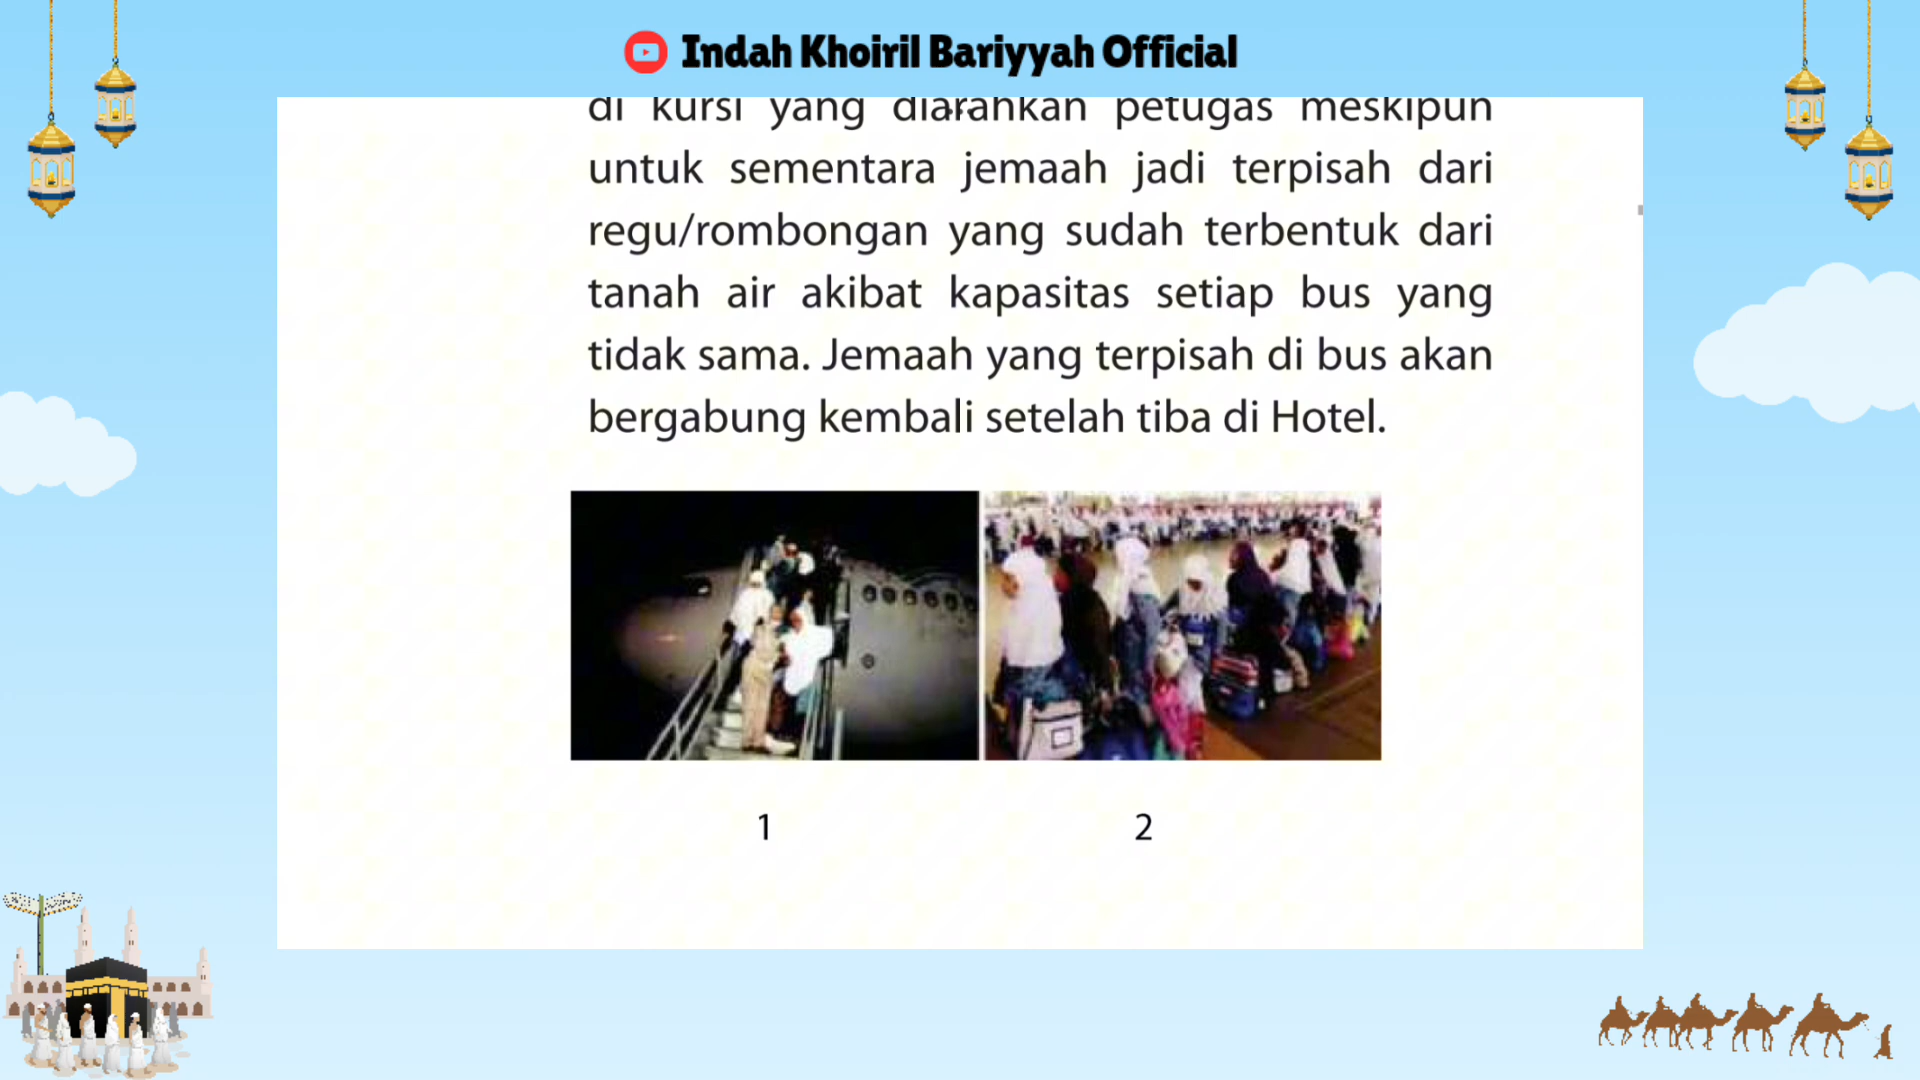 Indah Khoiril Bariyyah Official
di kursi yang diarahkan petugas meskipun
untuk sementara jemaah jadi terpisah dari
regu/rombongan yang sudah terbentuk dari
tanah air akibat kapasitas setiap bus yang
tidak sama. Jemaah yang terpisah di bus akan
bergabung kembali setelah tiba di Hotel.
1 2